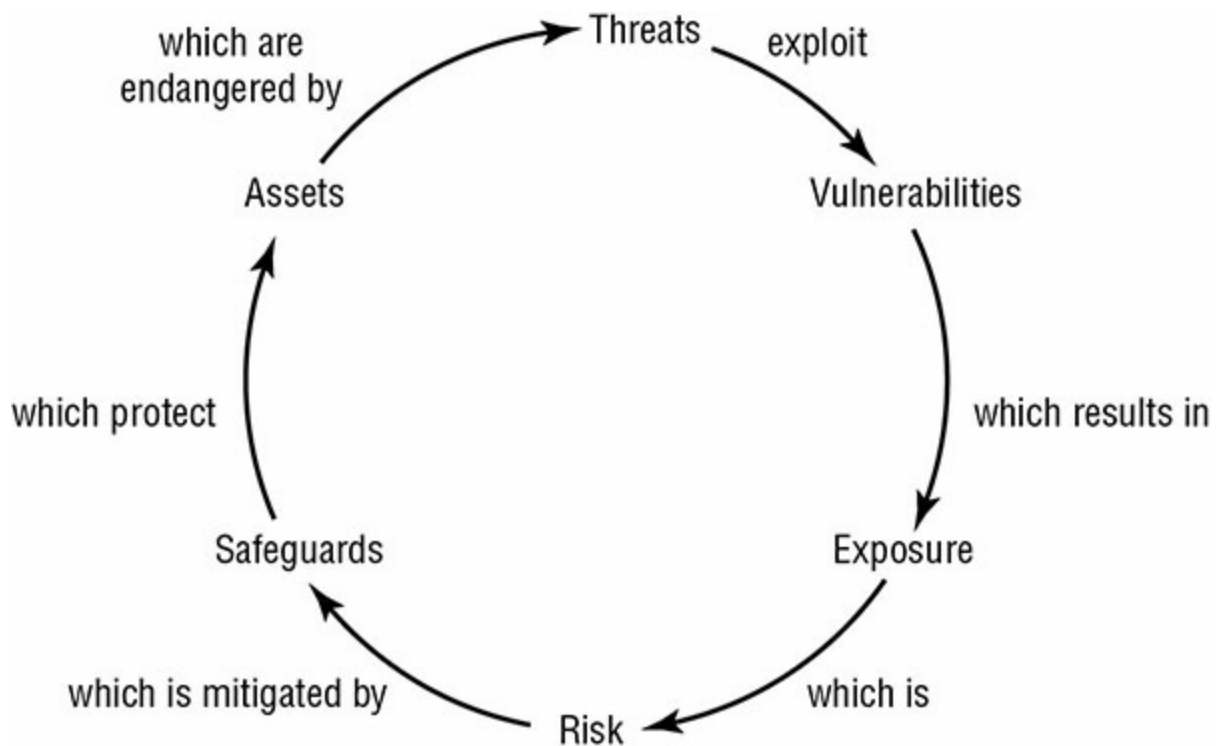 Threats
exploit
Vulnerabilities
which results in
Exposure
which is
Risk
which is mitigated by
Safeguards
which protect
Assets
which are
endangered by